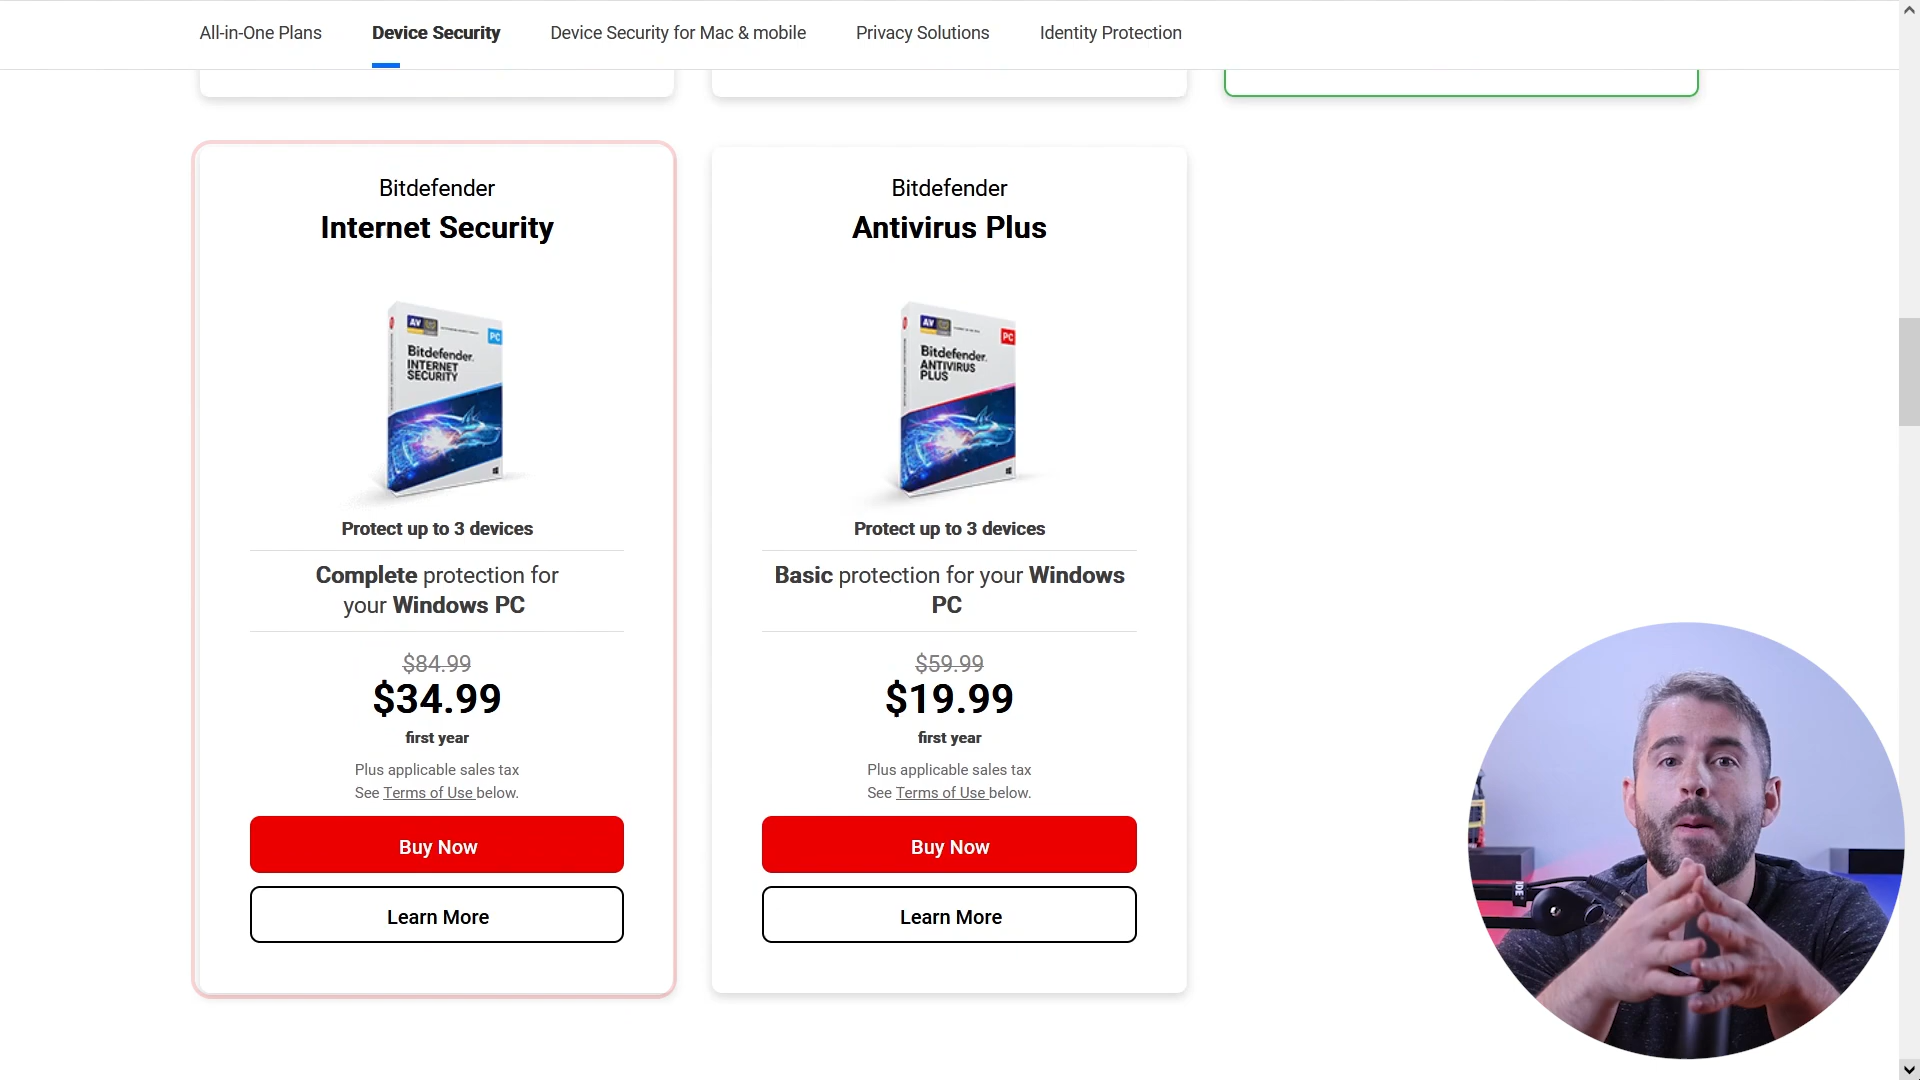 All-in-One Plans
Device Security
Device Security for Mac & mobile
Privacy Solutions
Identity Protection
Bitdefender
Internet Security
AV
PC
Bitdefender
INTERNET
SECURITY
Protect up to 3 devices
Complete protection for
your Windows PC
$84.99
$34.99
first year
Plus applicable sales tax
See Terms of Use below.
Buy Now
Learn More
Bitdefender
Antivirus Plus
AV
PC
Bitdefender
ANTIVIRUS
PLUS
Protect up to 3 devices
Basic protection for your Windows
PC
$59.99
$19.99
first year
Plus applicable sales tax
See Terms of Use below.
Buy Now
Learn More